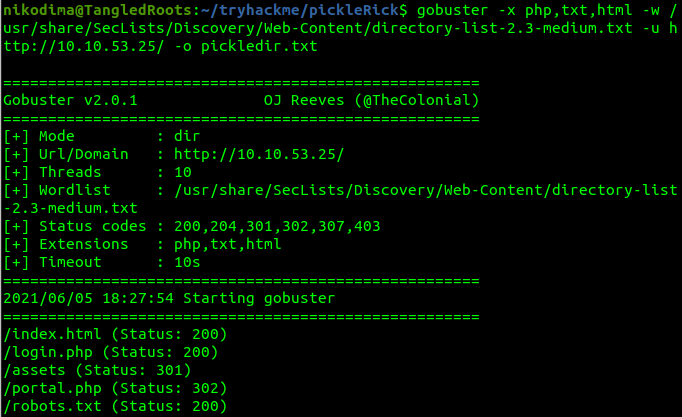 nikodima@TangledRoots:~/tryhackme/pickleRick$ gobuster -x php,txt,html -w /
usr/share/SecLists/Discovery/Web-Content/directory-list-2.3-medium.txt -u h
ttp://10.10.53.25/ -o pickledir.txt
=====================================================
Gobuster v2.0.1              OJ Reeves (@TheColonial)
=====================================================
[+] Mode         : dir
[+] Url/Domain   : http://10.10.53.25/
[+] Threads      : 10
[+] Wordlist     : /usr/share/SecLists/Discovery/Web-Content/directory-list
-2.3-medium.txt
[+] Status codes : 200,204,301,302,307,403
[+] Extensions   : php,txt,html
[+] Timeout      : 10s
=====================================================
2021/06/05 18:27:54 Starting gobuster
=====================================================
/index.html (Status: 200)
/login.php (Status: 200)
/assets (Status: 301)
/portal.php (Status: 302)
/robots.txt (Status: 200)